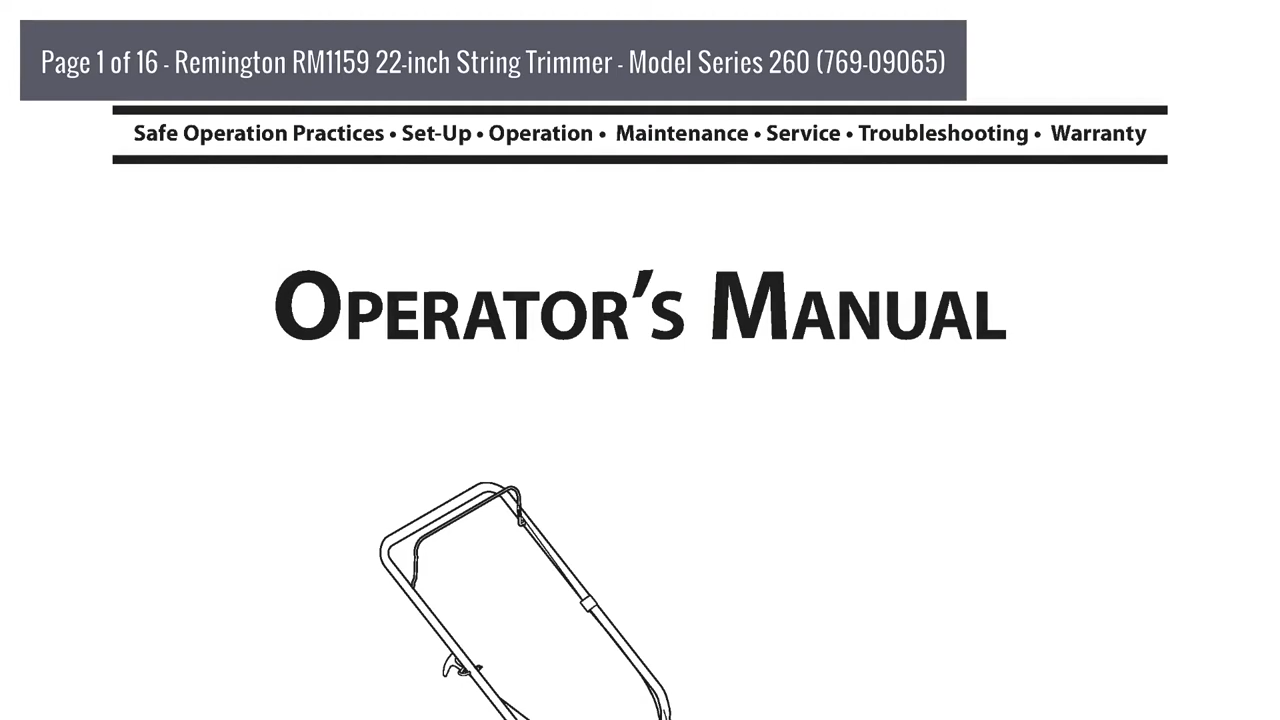 Page 1 of 16 - Remington RM1159 22-inch String Trimmer - Model Series 260 (769-09065)
Safe Operation Practices • Set-Up • Operation • Maintenance • Service • Troubleshooting • Warranty
Operator's Manual